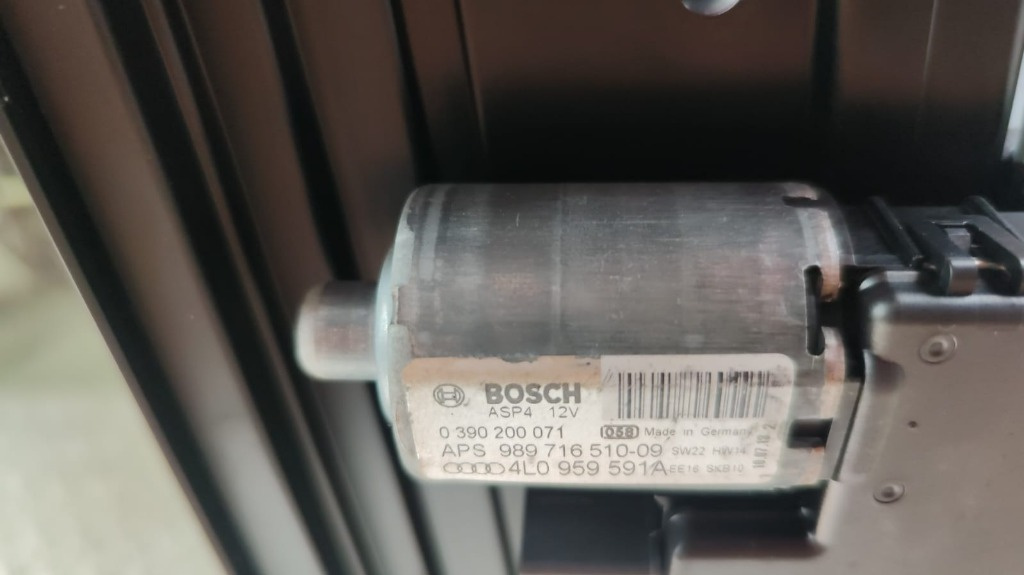 BOSCH
ASP4 12V
0 390 200 071
058 Made in Germany
APS 989 716 510-09 SW22 HW14
4L0 959 591A EE16 SKB10